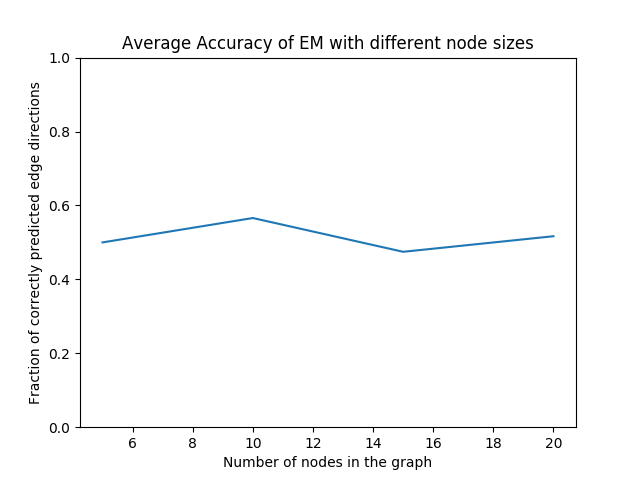 Average Accuracy of EM with different node sizes
Fraction of correctly predicted edge directions
1.0
0.8
0.6
0.4
0.2
0.0
6 8 10 12 14 16 18 20
Number of nodes in the graph